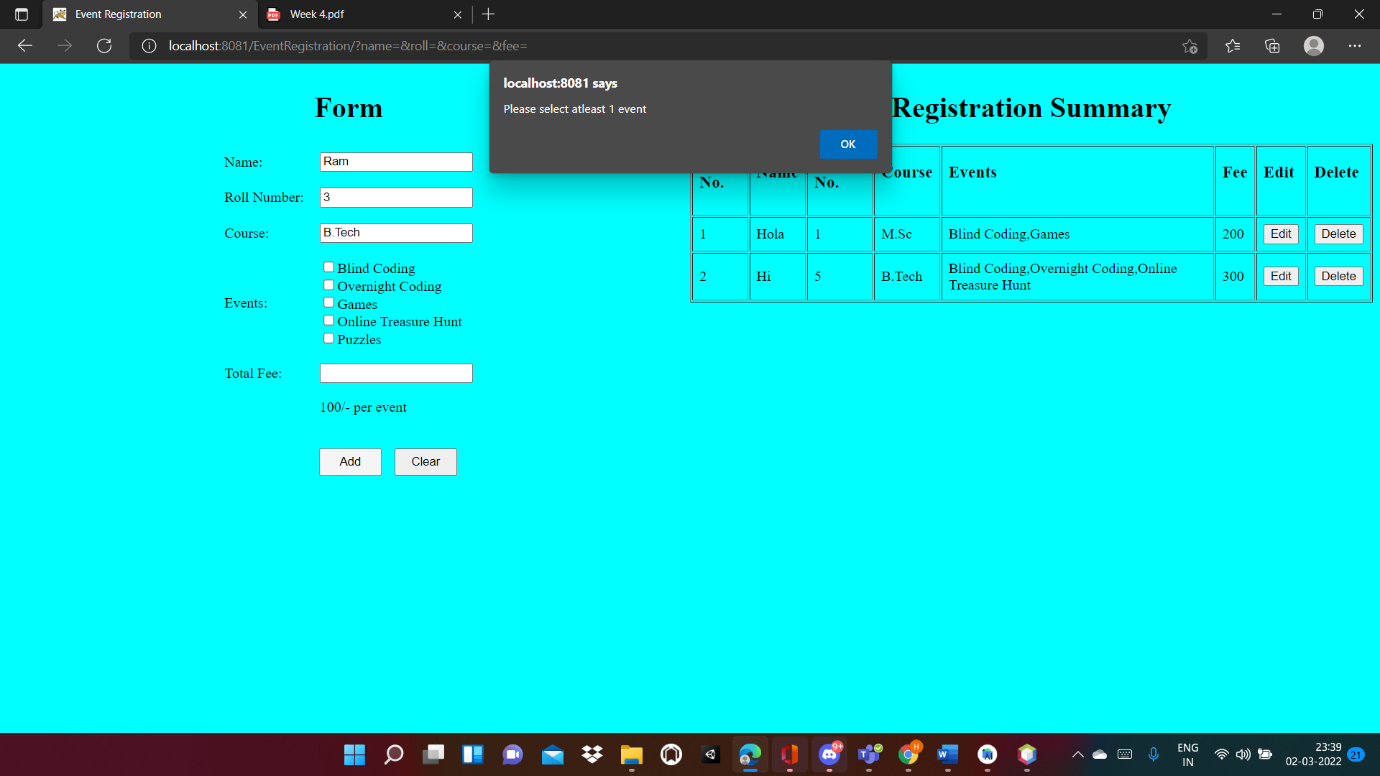 Event Registration
Week 4.pdf
localhost:8081/EventRegistration/?name=&roll=&course=&fee=
localhost:8081 says
Please select atleast 1 event
OK
Form
Registration Summary
Name: Ram
Roll Number: 3
Course: B.Tech
Events:
Blind Coding
Overnight Coding
Games
Online Treasure Hunt
Puzzles
Total Fee:
100/- per event
Add Clear
No. Name No. Course Events Fee Edit Delete
1 Hola 1 M.Sc Blind Coding,Games 200 Edit Delete
2 Hi 5 B.Tech Blind Coding,Overnight Coding,Online 300 Edit Delete
Treasure Hunt
9+
H
ENG
IN
23:39
02-03-2022
21